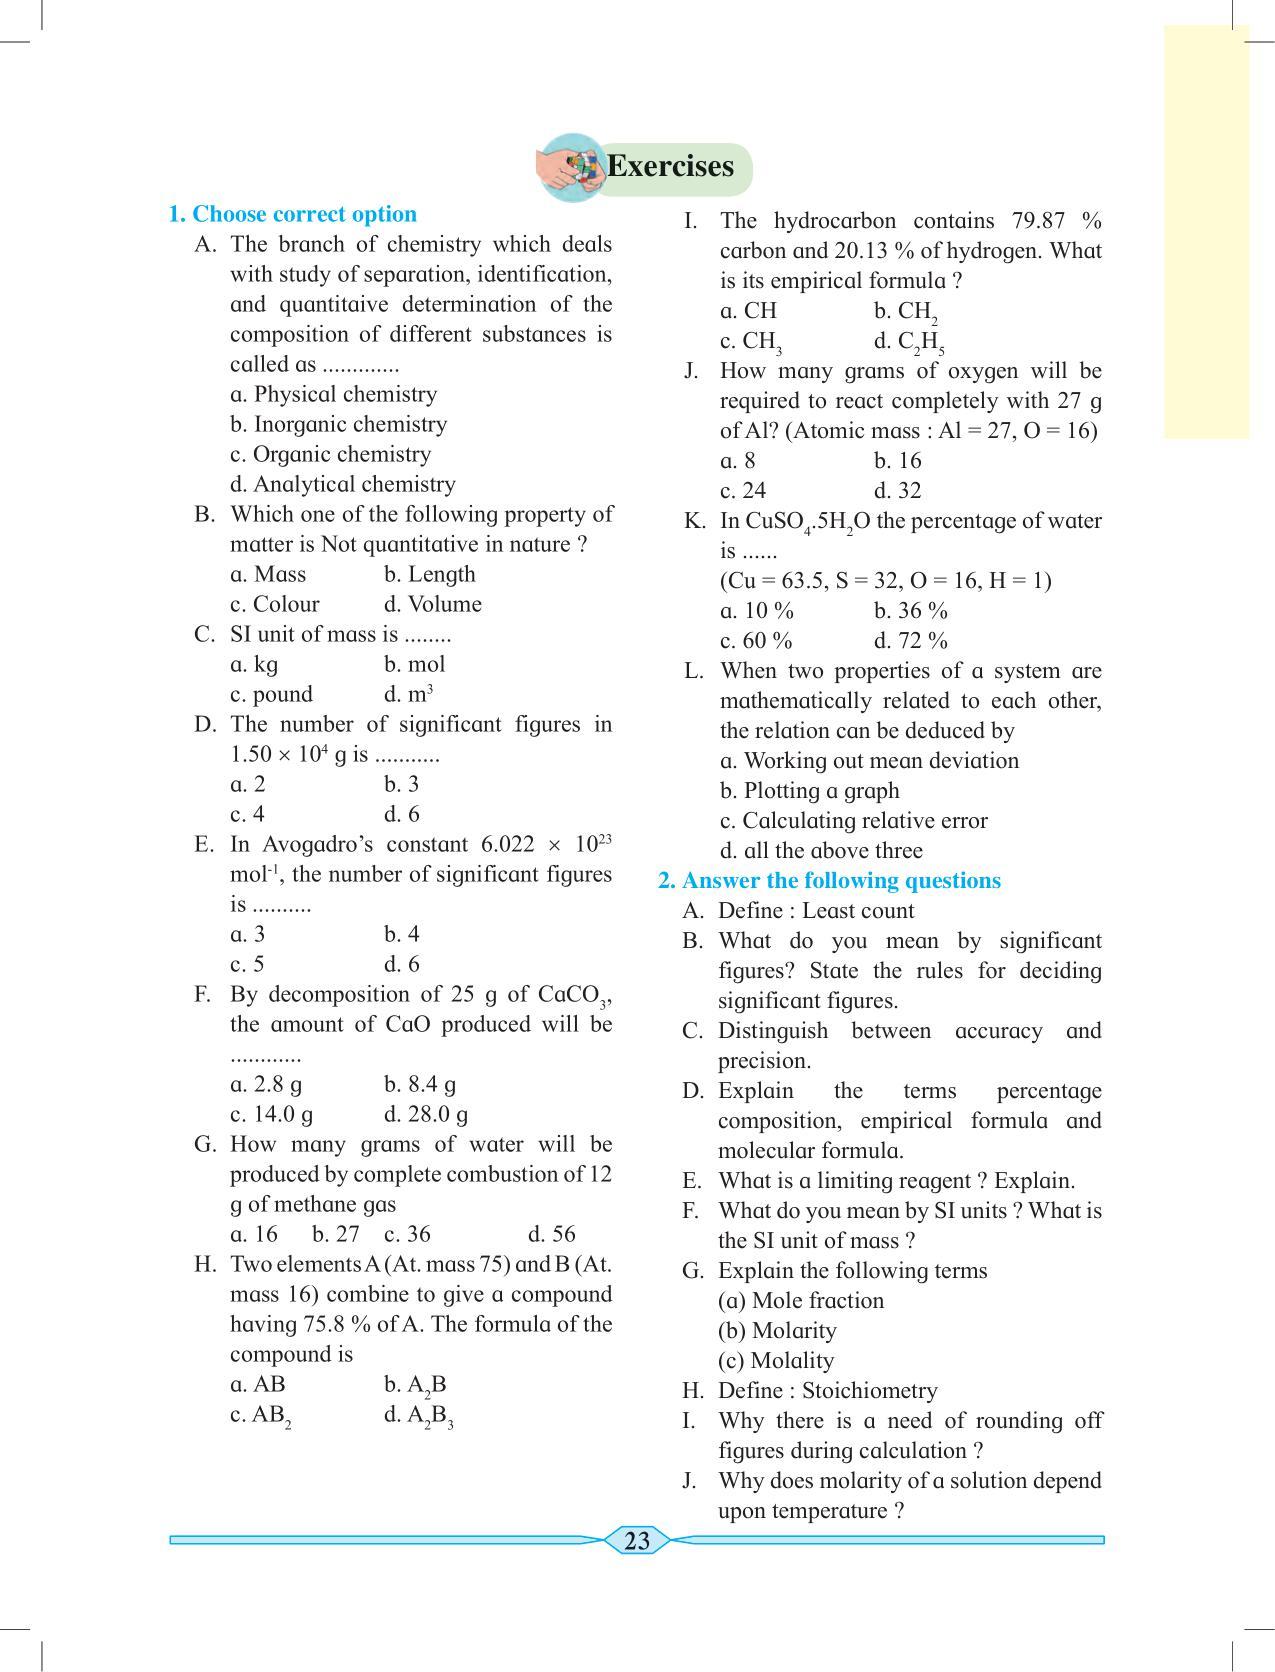 Exercises
1. Choose correct option
A. The branch of chemistry which deals
with study of separation, identification,
and quantitaive determination of the
composition of different substances is
called as .............
a. Physical chemistry
b. Inorganic chemistry
c. Organic chemistry
d. Analytical chemistry
B. Which one of the following property of
matter is Not quantitative in nature ?
a. Mass b. Length
c. Colour d. Volume
C. SI unit of mass is ........
a. kg b. mol
c. pound d. m³
D. The number of significant figures in
1.50 × 10⁴ g is ...........
a. 2 b. 3
c. 4 d. 6
E. In Avogadro’s constant 6.022 × 10²³
mol⁻¹, the number of significant figures
is ..........
a. 3 b. 4
c. 5 d. 6
F. By decomposition of 25 g of CaCO₃,
the amount of CaO produced will be
............
a. 2.8 g b. 8.4 g
c. 14.0 g d. 28.0 g
G. How many grams of water will be
produced by complete combustion of 12
g of methane gas
a. 16 b. 27 c. 36 d. 56
H. Two elements A (At. mass 75) and B (At.
mass 16) combine to give a compound
having 75.8 % of A. The formula of the
compound is
a. AB b. A₂B
c. AB₂ d. A₂B₃
I. The hydrocarbon contains 79.87 %
carbon and 20.13 % of hydrogen. What
is its empirical formula ?
a. CH b. CH₂
c. CH₃ d. C₂H₅
J. How many grams of oxygen will be
required to react completely with 27 g
of Al? (Atomic mass : Al = 27, O = 16)
a. 8 b. 16
c. 24 d. 32
K. In CuSO₄.5H₂O the percentage of water
is ......
(Cu = 63.5, S = 32, O = 16, H = 1)
a. 10 % b. 36 %
c. 60 % d. 72 %
L. When two properties of a system are
mathematically related to each other,
the relation can be deduced by
a. Working out mean deviation
b. Plotting a graph
c. Calculating relative error
d. all the above three
2. Answer the following questions
A. Define : Least count
B. What do you mean by significant
figures? State the rules for deciding
significant figures.
C. Distinguish between accuracy and
precision.
D. Explain the terms percentage
composition, empirical formula and
molecular formula.
E. What is a limiting reagent ? Explain.
F. What do you mean by SI units ? What is
the SI unit of mass ?
G. Explain the following terms
(a) Mole fraction
(b) Molarity
(c) Molality
H. Define : Stoichiometry
I. Why there is a need of rounding off
figures during calculation ?
J. Why does molarity of a solution depend
upon temperature ?
23